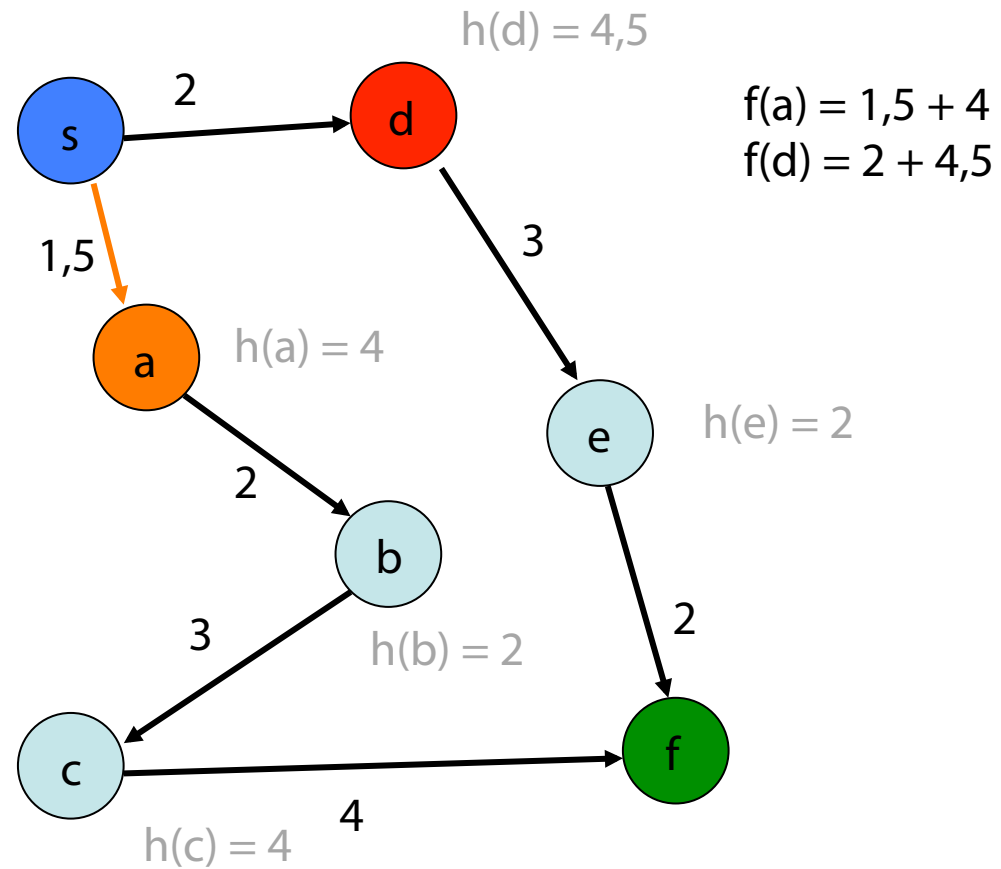 h(d) = 4,5
2
s
d
f(a) = 1,5 + 4
f(d) = 2 + 4,5
1,5
3
a
h(a) = 4
e
h(e) = 2
2
b
h(b) = 2
3
2
c
f
4
h(c) = 4